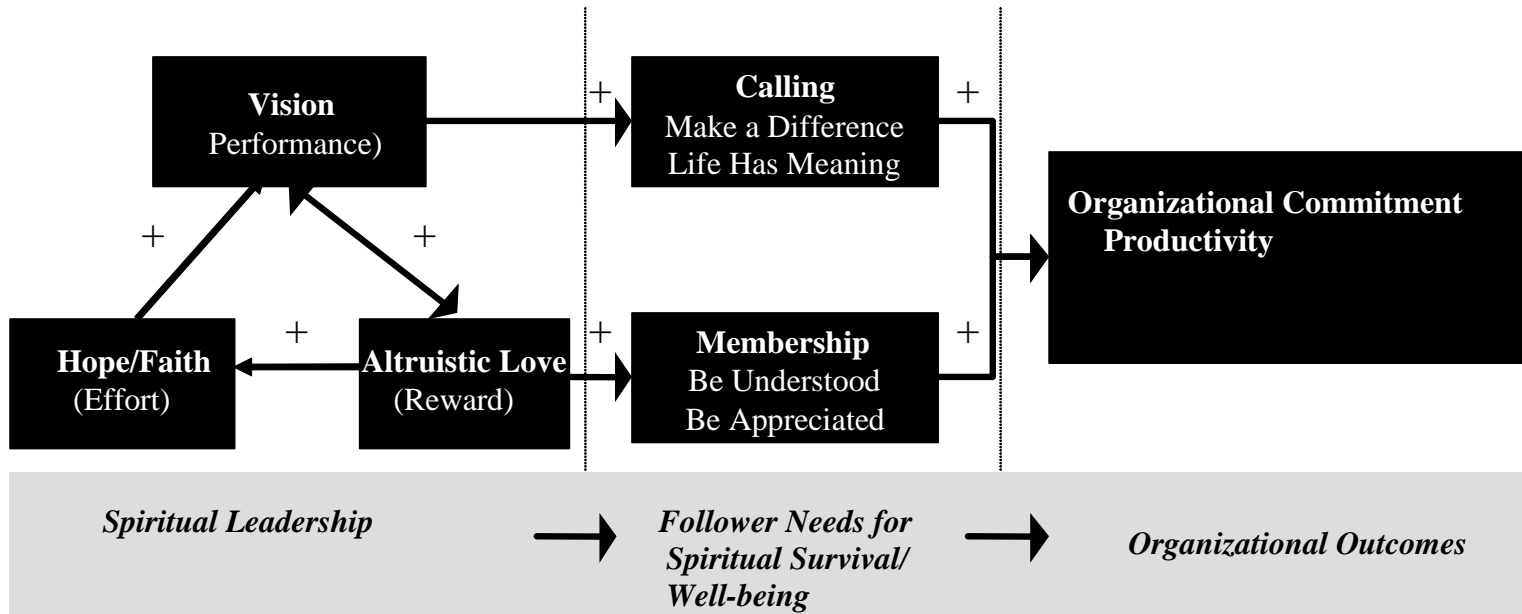 +
+
Vision
Performance)
Calling
Make a Difference
Life Has Meaning
Organizational Commitment
Productivity
+
+
+
+
+
Hope/Faith
(Effort)
Altruistic Love
(Reward)
Membership
Be Understood
Be Appreciated
Spiritual Leadership
Follower Needs for
Spiritual Survival/
Well-being
Organizational Outcomes